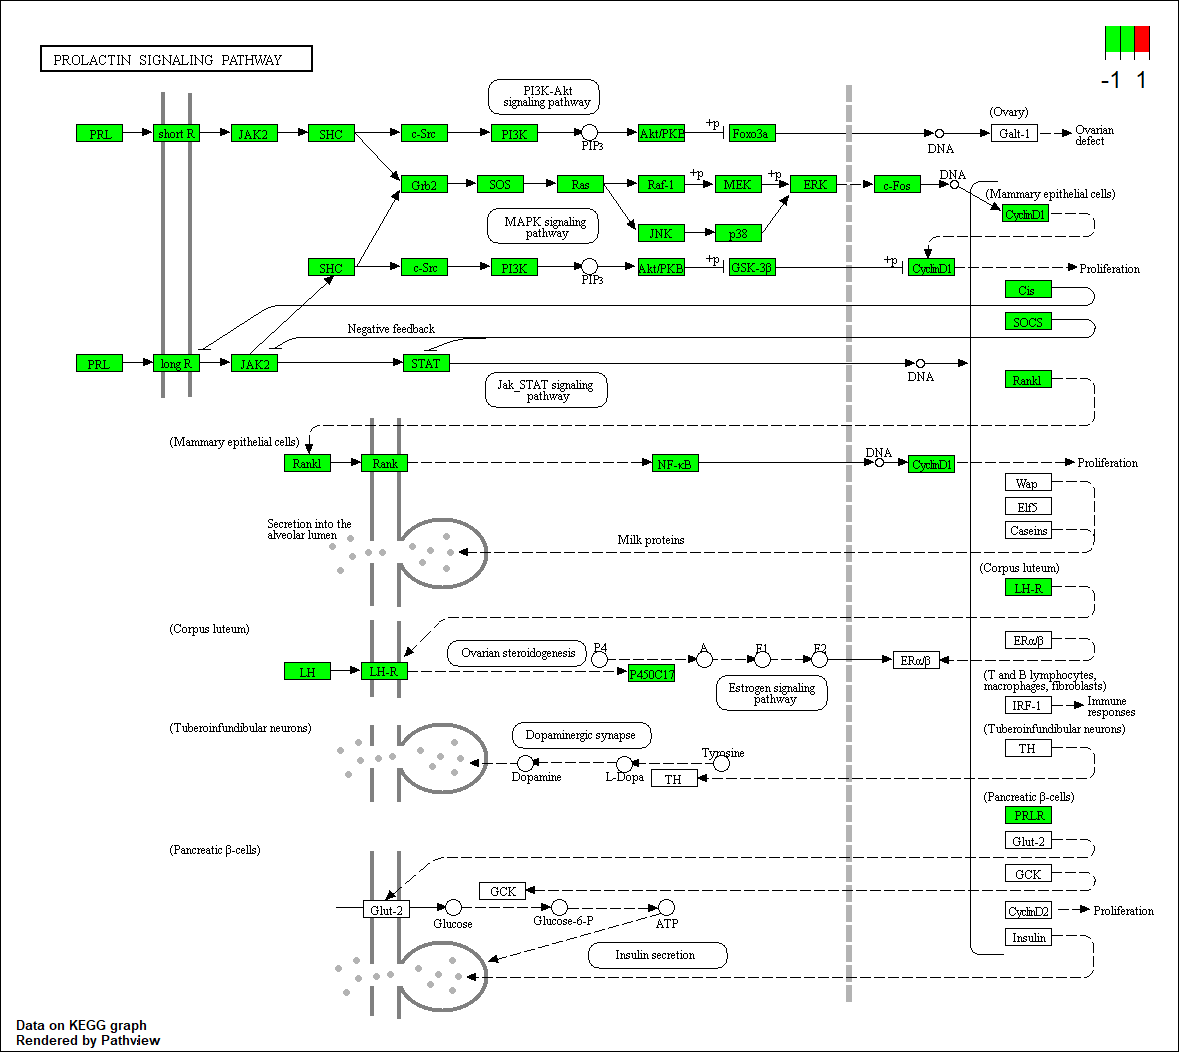 PROLACTIN SIGNALING PATHWAY
-1 1
PI3K-Akt
signaling pathway
(Ovary)
PRL short R JAK2 SHC c-Src PI3K PIP3 Akt/PKB +p Foxo3a DNA Galt-1 Ovarian
defect
Grb2 SOS Ras Raf-1 +p MEK +p ERK c-Fos DNA
(Mammary epithelial cells)
CyclinD1
MAPK signaling
pathway
JNK p38
SHC c-Src PI3K PIP3 Akt/PKB +p GSK-3β +p CyclinD1 Proliferation
Cis
SOCS
Negative feedback
PRL long R JAK2 STAT DNA
Jak_STAT signaling
pathway
Rankl
(Mammary epithelial cells)
Rankl Rank NF-κB DNA CyclinD1 Proliferation
Wap
Elf5
Caseins
Secretion into the
alveolar lumen
Milk proteins
(Corpus luteum)
LH-R
(Corpus luteum)
ERα/β
Ovarian steroidogenesis
P4 A E1 E2 ERα/β
LH LH-R P450C17
Estrogen signaling
pathway
(T and B lymphocytes,
macrophages, fibroblasts)
IRF-1 Immune
responses
(Tuberoinfundibular neurons)
(Tuberoinfundibular neurons)
TH
Dopaminergic synapse
Tyrosine
Dopamine L-Dopa TH
(Pancreatic β-cells)
PRLR
Glut-2
(Pancreatic β-cells)
GCK
GCK
Glut-2 Glucose Glucose-6-P ATP
CyclinD2 Proliferation
Insulin
Insulin secretion
Data on KEGG graph
Rendered by Pathview